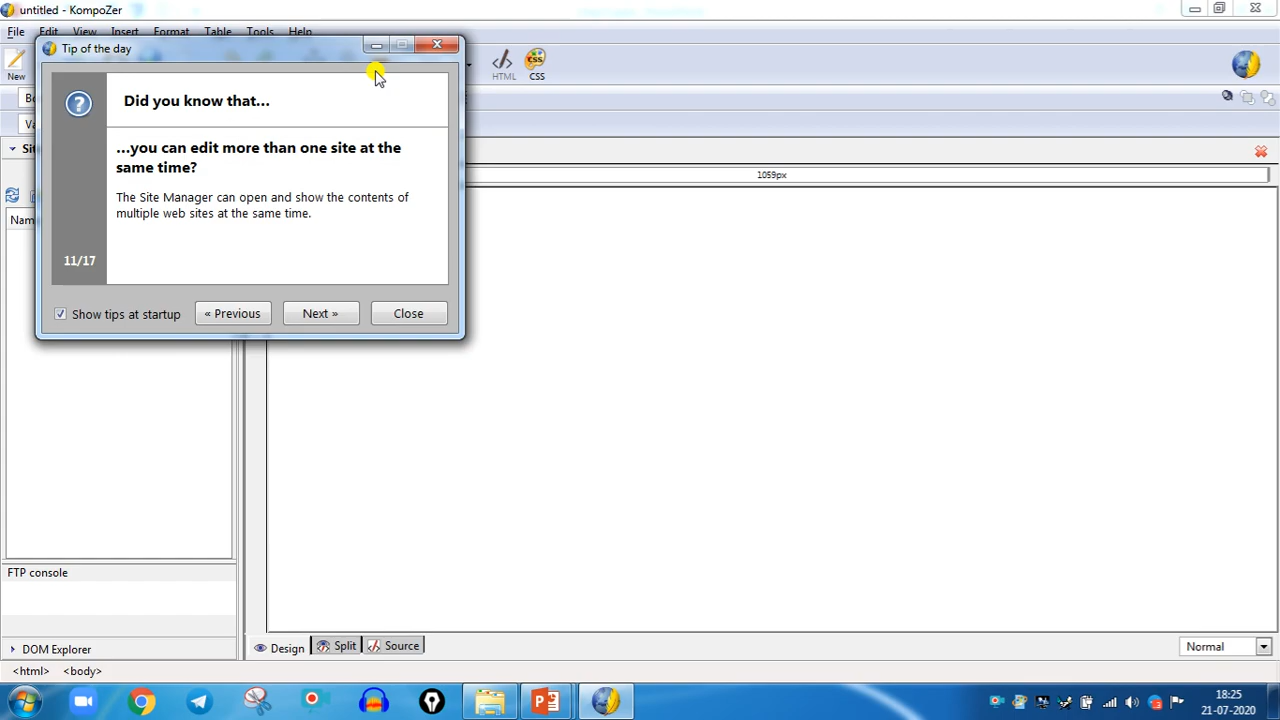 untitled - KompoZer
File Edit View Insert Format Table Tools Help
Tip of the day
New
HTML
CSS
Did you know that...
...you can edit more than one site at the
same time?
The Site Manager can open and show the contents of
multiple web sites at the same time.
11/17
Show tips at startup
« Previous
Next »
Close
1059px
FTP console
DOM Explorer
Design
Split
Source
Normal
<html> <body>
18:25
21-07-2020